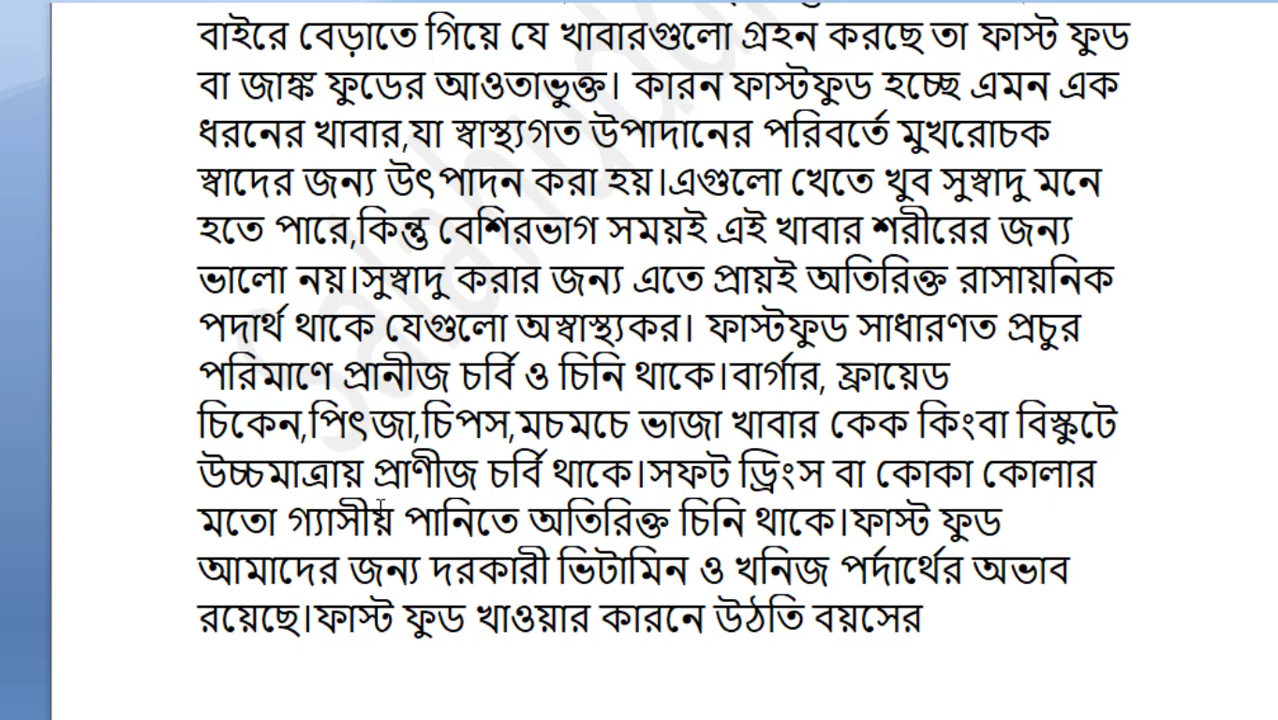 বাইরে বেড়াতে গিয়ে যে খাবারগুলো গ্রহন করছে তা ফাস্ট ফুড
বা জাঙ্ক ফুডের আওতাভুক্ত। কারন ফাস্টফুড হচ্ছে এমন এক
ধরনের খাবার,যা স্বাস্থ্যগত উপাদানের পরিবর্তে মুখরোচক
স্বাদের জন্য উৎপাদন করা হয়।এগুলো খেতে খুব সুস্বাদু মনে
হতে পারে,কিন্তু বেশিরভাগ সময়ই এই খাবার শরীরের জন্য
ভালো নয়।সুস্বাদু করার জন্য এতে প্রায়ই অতিরিক্ত রাসায়নিক
পদার্থ থাকে যেগুলো অস্বাস্থ্যকর। ফাস্টফুড সাধারণত প্রচুর
পরিমাণে প্রানীজ চর্বি ও চিনি থাকে।বার্গার, ফ্রায়েড
চিকেন,পিৎজা,চিপস,মচমচে ভাজা খাবার কেক কিংবা বিস্কুটে
উচ্চমাত্রায় প্রাণীজ চর্বি থাকে।সফট ড্রিংস বা কোকা কোলার
মতো গ্যাসীয় পানিতে অতিরিক্ত চিনি থাকে।ফাস্ট ফুড
আমাদের জন্য দরকারী ভিটামিন ও খনিজ পর্দার্থের অভাব
রয়েছে।ফাস্ট ফুড খাওয়ার কারনে উঠতি বয়সের